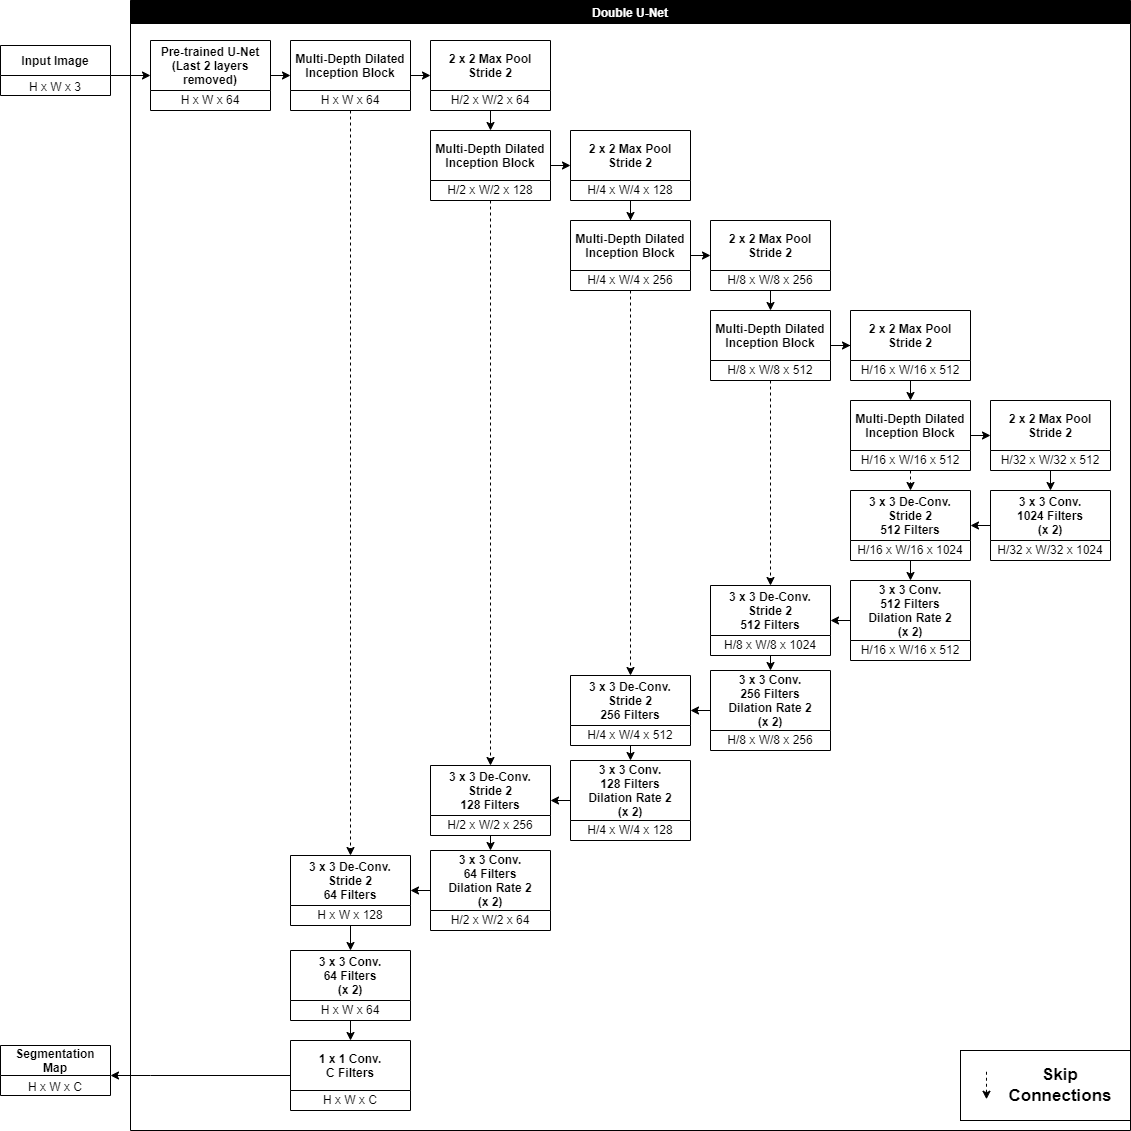 Double U-Net
Input Image
H x W x 3
Pre-trained U-Net
(Last 2 layers
removed)
H x W x 64
Multi-Depth Dilated
Inception Block
H x W x 64
2 x 2 Max Pool
Stride 2
H/2 x W/2 x 64
Multi-Depth Dilated
Inception Block
H/2 x W/2 x 128
2 x 2 Max Pool
Stride 2
H/4 x W/4 x 128
Multi-Depth Dilated
Inception Block
H/4 x W/4 x 256
2 x 2 Max Pool
Stride 2
H/8 x W/8 x 256
Multi-Depth Dilated
Inception Block
H/8 x W/8 x 512
2 x 2 Max Pool
Stride 2
H/16 x W/16 x 512
Multi-Depth Dilated
Inception Block
H/16 x W/16 x 512
2 x 2 Max Pool
Stride 2
H/32 x W/32 x 512
3 x 3 De-Conv.
Stride 2
512 Filters
H/16 x W/16 x 1024
3 x 3 Conv.
1024 Filters
(x 2)
H/32 x W/32 x 1024
3 x 3 De-Conv.
Stride 2
512 Filters
H/8 x W/8 x 1024
3 x 3 Conv.
512 Filters
Dilation Rate 2
(x 2)
H/16 x W/16 x 512
3 x 3 De-Conv.
Stride 2
256 Filters
H/4 x W/4 x 512
3 x 3 Conv.
256 Filters
Dilation Rate 2
(x 2)
H/8 x W/8 x 256
3 x 3 De-Conv.
Stride 2
128 Filters
H/2 x W/2 x 256
3 x 3 Conv.
128 Filters
Dilation Rate 2
(x 2)
H/4 x W/4 x 128
3 x 3 De-Conv.
Stride 2
64 Filters
H x W x 128
3 x 3 Conv.
64 Filters
Dilation Rate 2
(x 2)
H/2 x W/2 x 64
3 x 3 Conv.
64 Filters
(x 2)
H x W x 64
Segmentation
Map
H x W x C
1 x 1 Conv.
C Filters
H x W x C
Skip
Connections